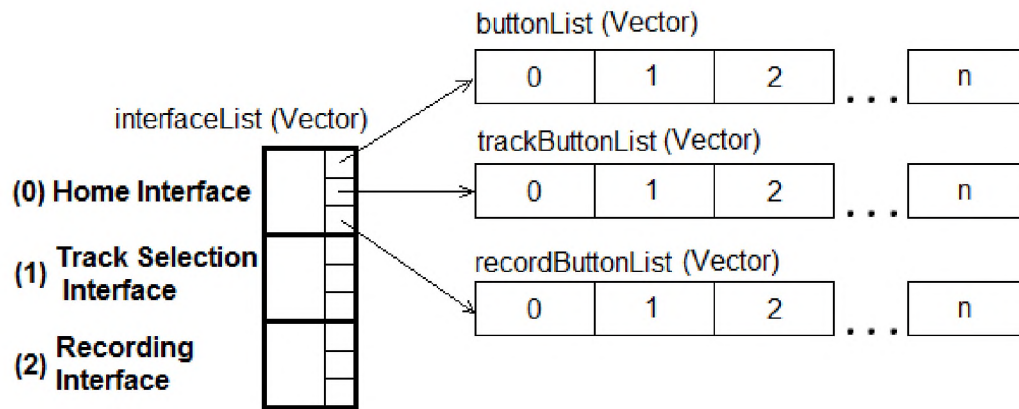 buttonList (Vector)
0 1 2 ... n
interfaceList (Vector)
trackButtonList (Vector)
(0) Home Interface
0 1 2 ... n
(1) Track Selection
Interface
recordButtonList (Vector)
0 1 2 ... n
(2) Recording
Interface